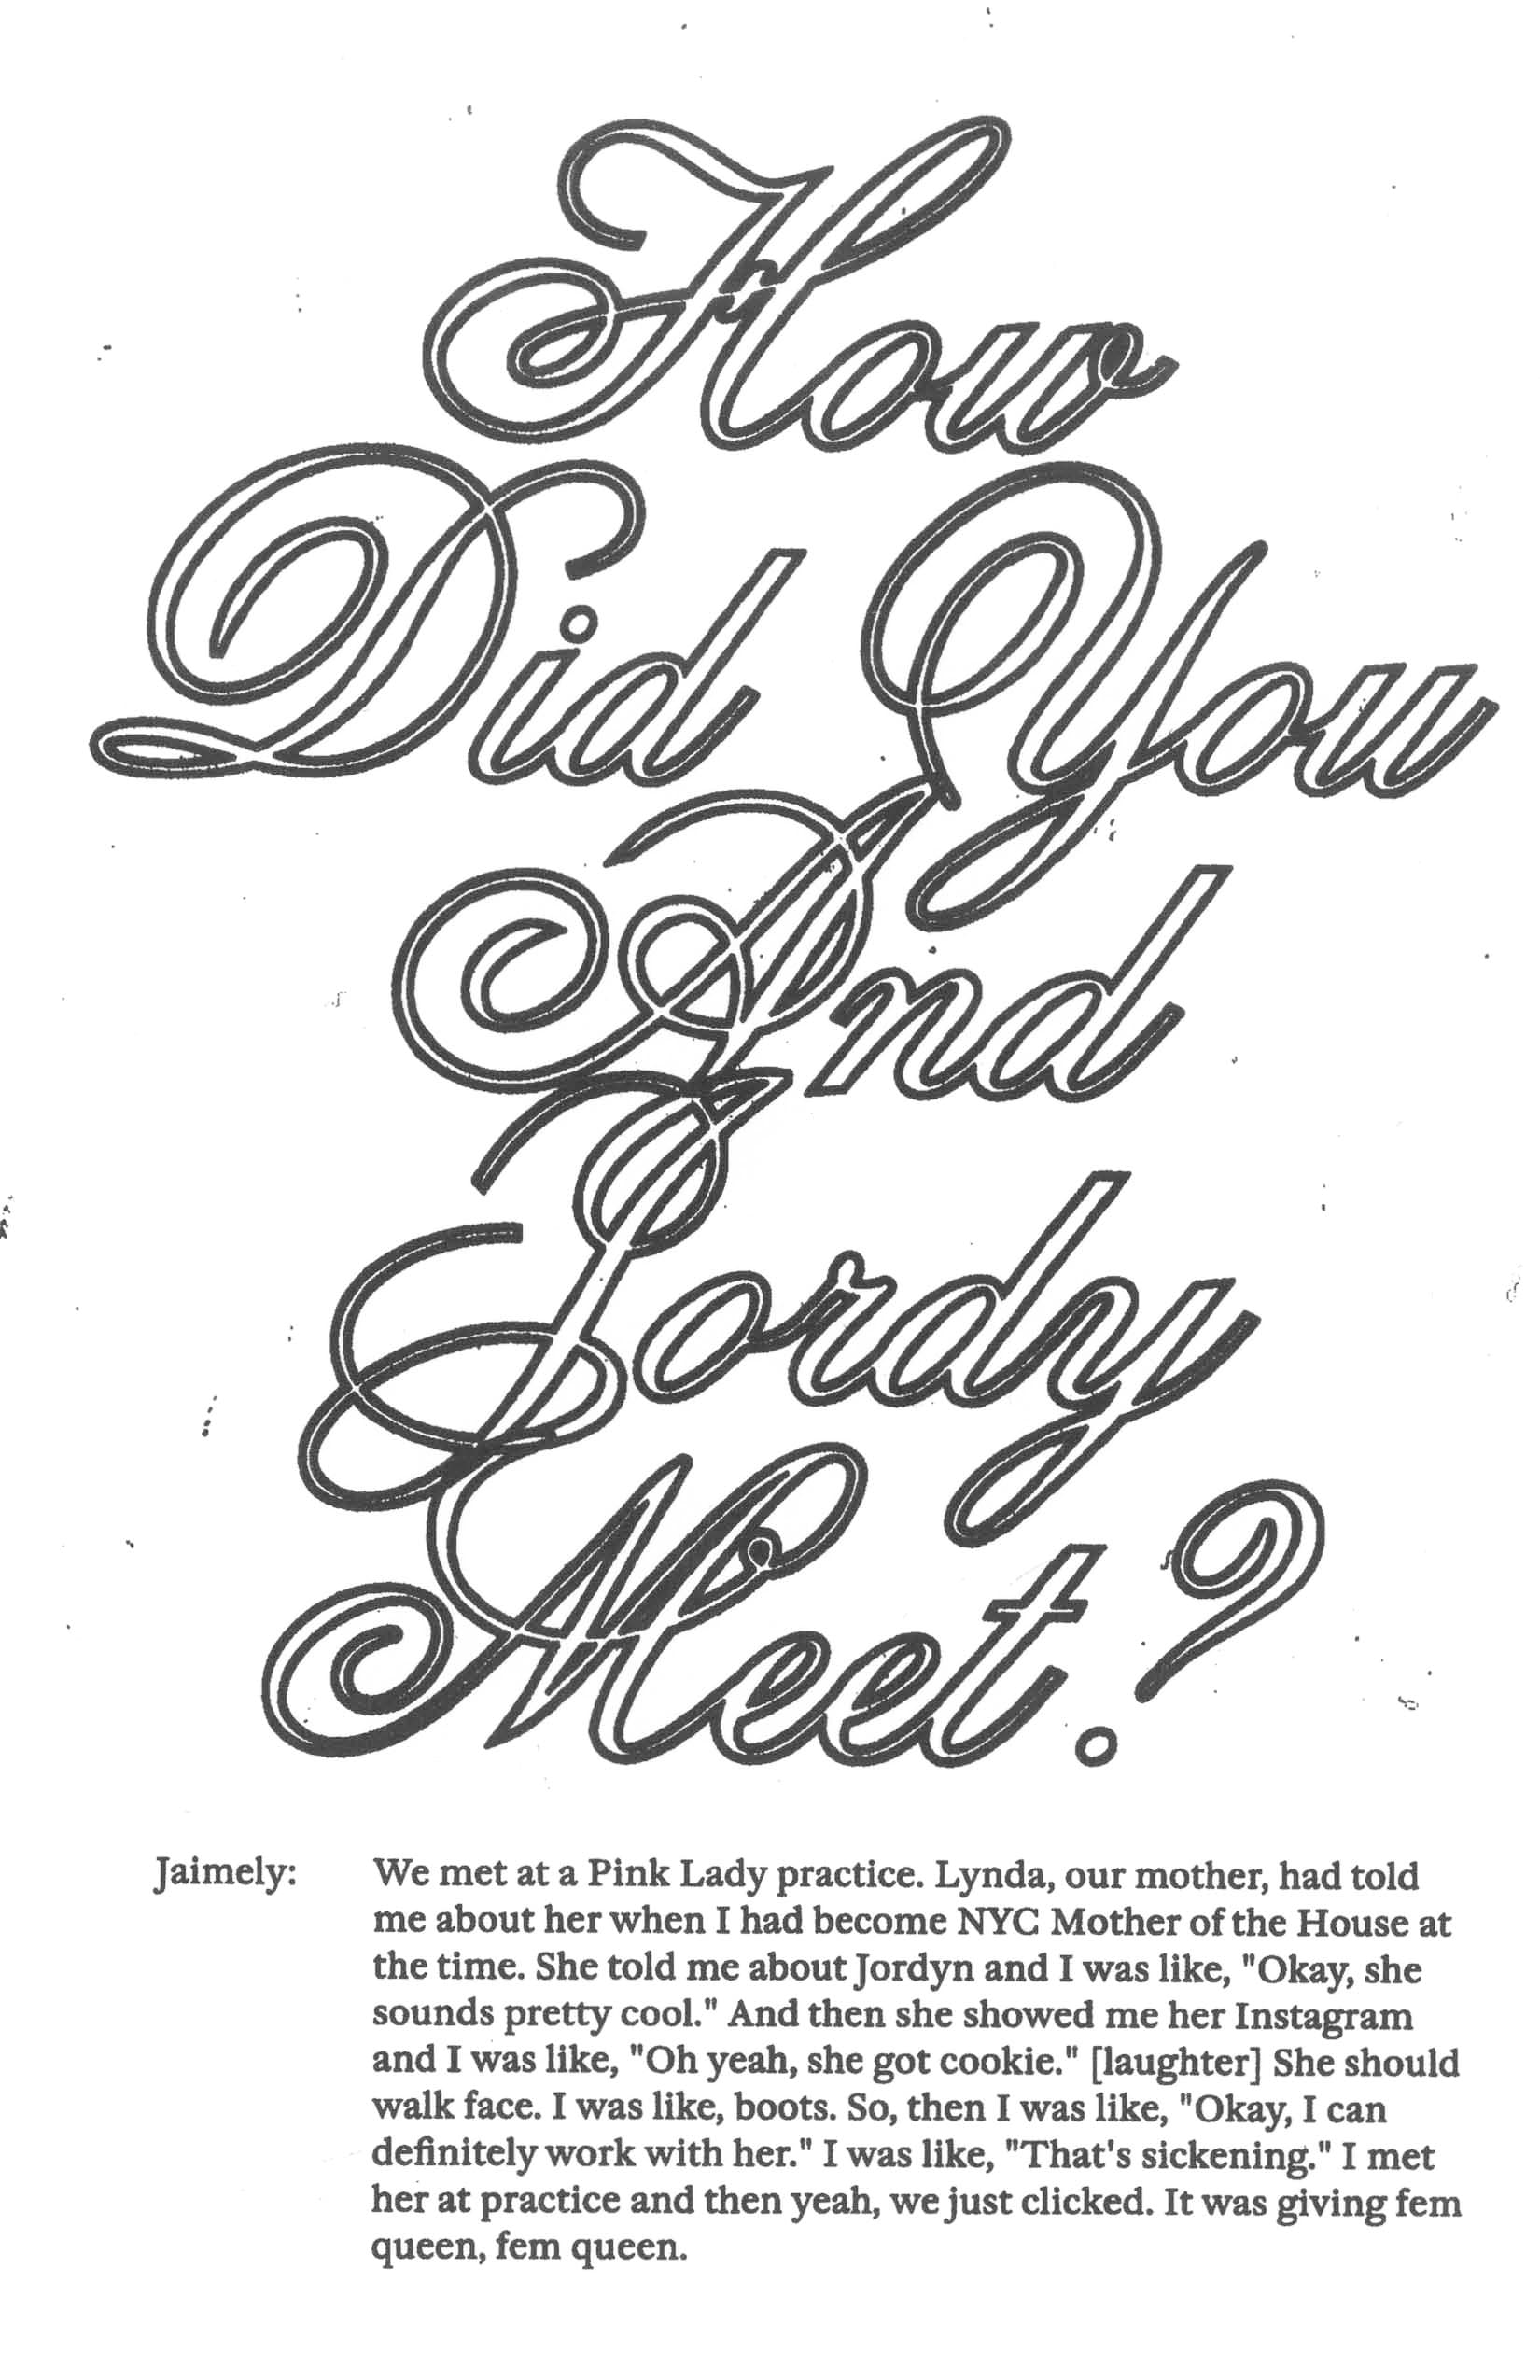 How
Did You
And
Jordy
Meet?
Jaimely: We met at a Pink Lady practice. Lynda, our mother, had told
me about her when I had become NYC Mother of the House at
the time. She told me about Jordyn and I was like, "Okay, she
sounds pretty cool." And then she showed me her Instagram
and I was like, "Oh yeah, she got cookie." [laughter] She should
walk face. I was like, boots. So, then I was like, "Okay, I can
definitely work with her." I was like, "That's sickening." I met
her at practice and then yeah, we just clicked. It was giving fem
queen, fem queen.